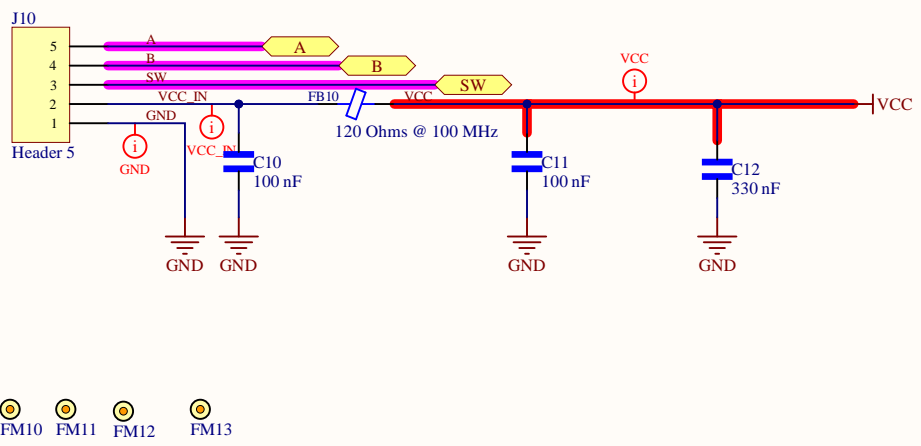 J10
5
A
A
4
B
B
3
SW
SW
2
VCC_IN
FB10
VCC
VCC
VCC
1
GND
i
i
i
120 Ohms @ 100 MHz
Header 5
GND
VCC_IN
C10
100 nF
C11
100 nF
C12
330 nF
GND
GND
GND
GND
FM10
FM11
FM12
FM13